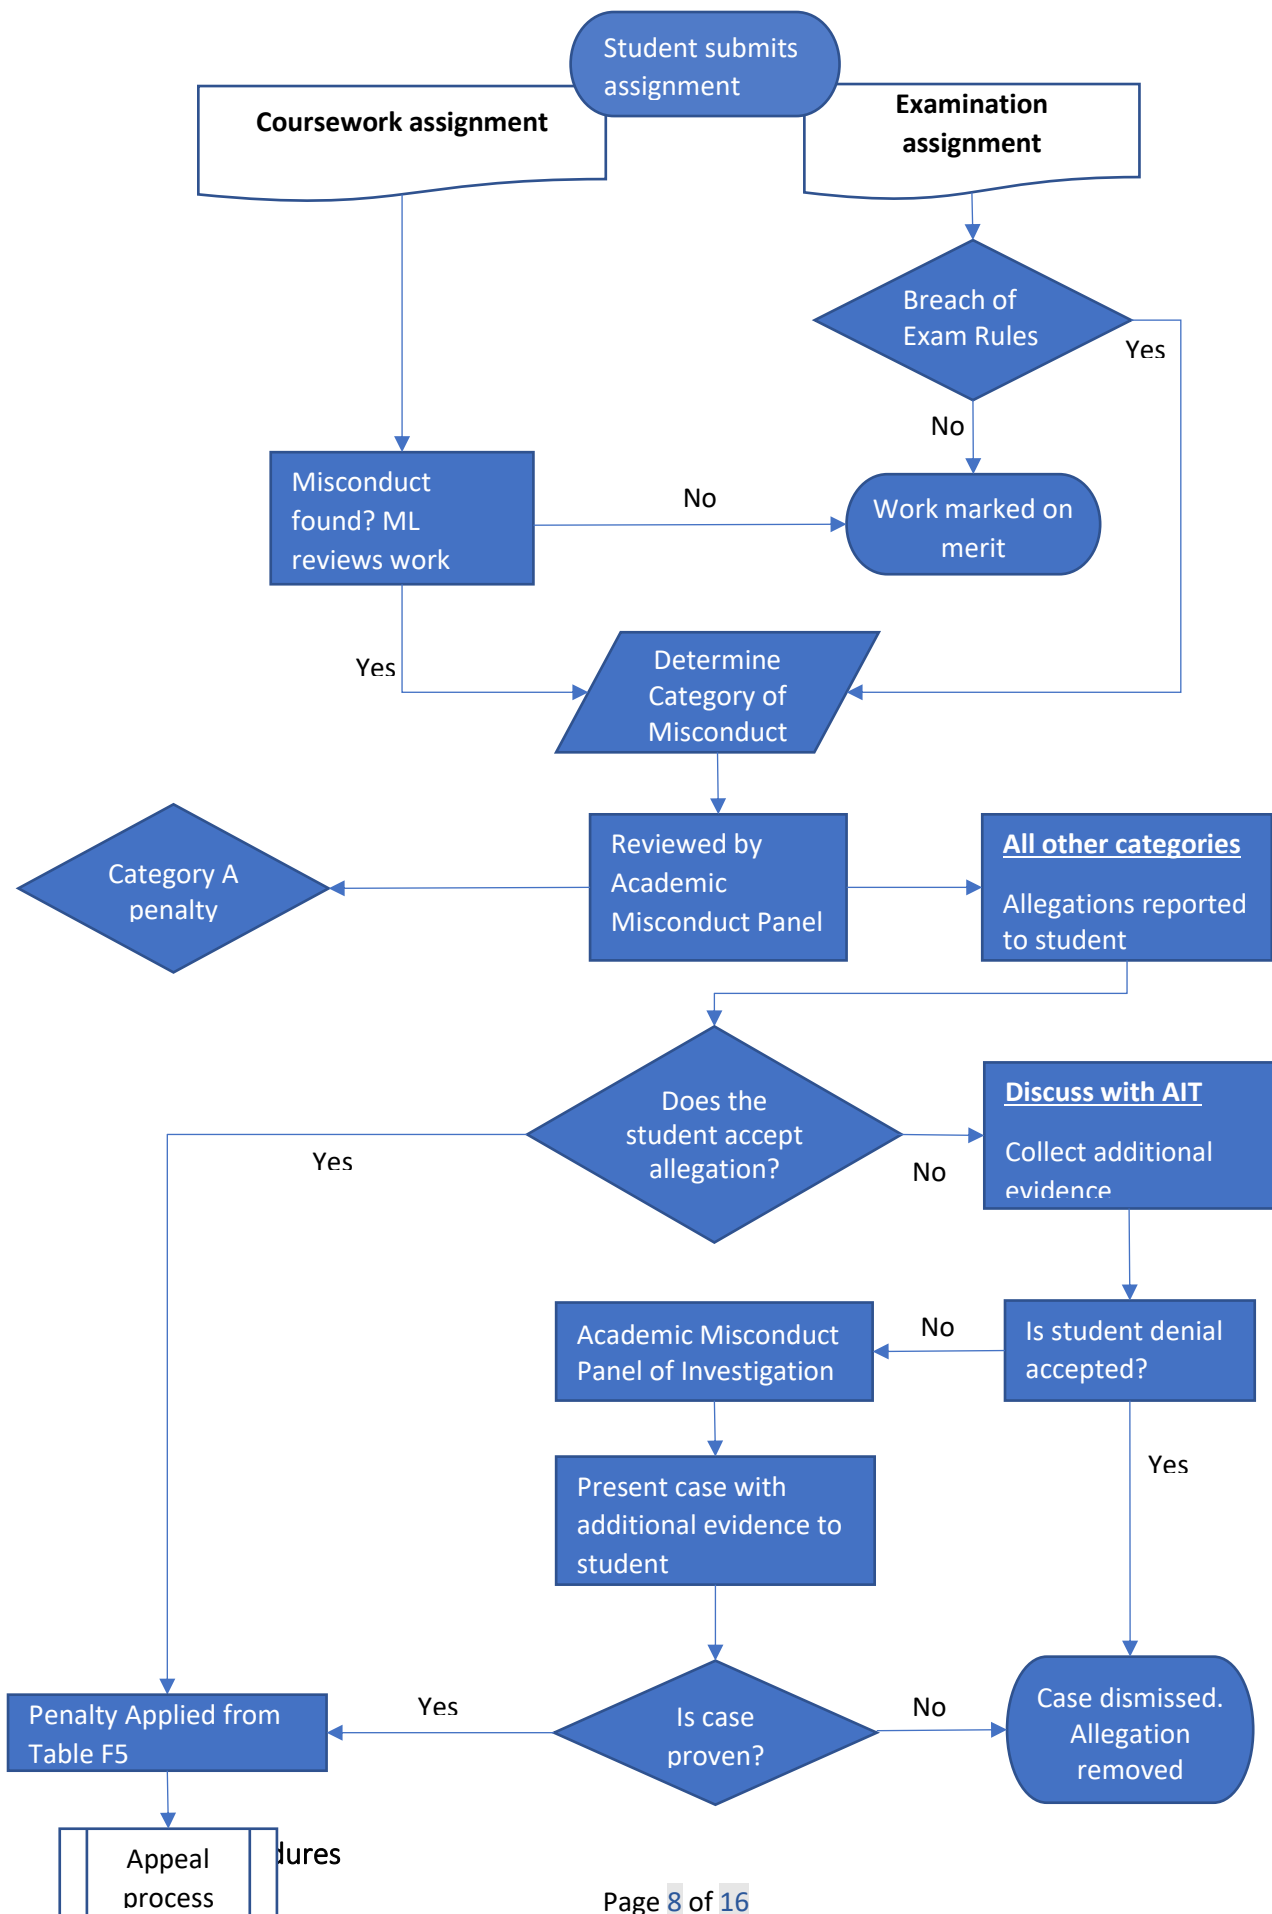 Student submits
assignment
Coursework assignment
Examination
assignment
Breach of
Exam Rules
Yes
No
Misconduct
found? ML
reviews work
No
Work marked on
merit
Yes
Determine
Category of
Misconduct
Category A
penalty
Reviewed by
Academic
Misconduct Panel
All other categories
Allegations reported
to student
Does the
student accept
allegation?
Yes
No
Discuss with AIT
Collect additional
evidence
Academic Misconduct
Panel of Investigation
No
Is student denial
accepted?
Yes
Present case with
additional evidence to
student
Penalty Applied from
Table F5
Yes
Is case
proven?
No
Case dismissed.
Allegation
removed
Appeal
process
dures
Page 8 of 16